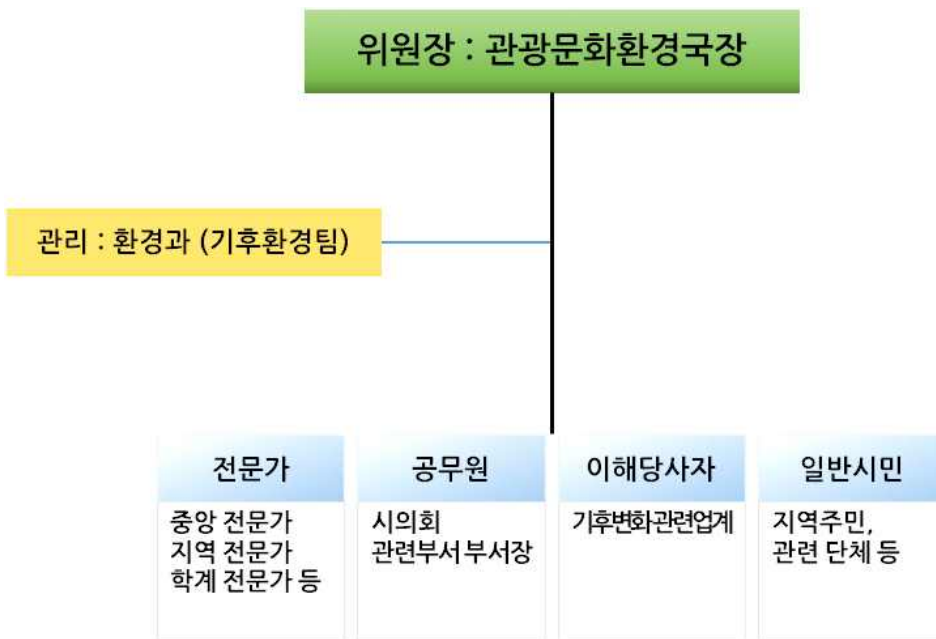 위원장 : 관광문화환경국장
관리 : 환경과 (기후환경팀)
전문가
중앙 전문가
지역 전문가
학계 전문가 등
공무원
시의회
관련부서 부서장
이해당사자
기후변화관련업계
일반시민
지역주민,
관련 단체 등